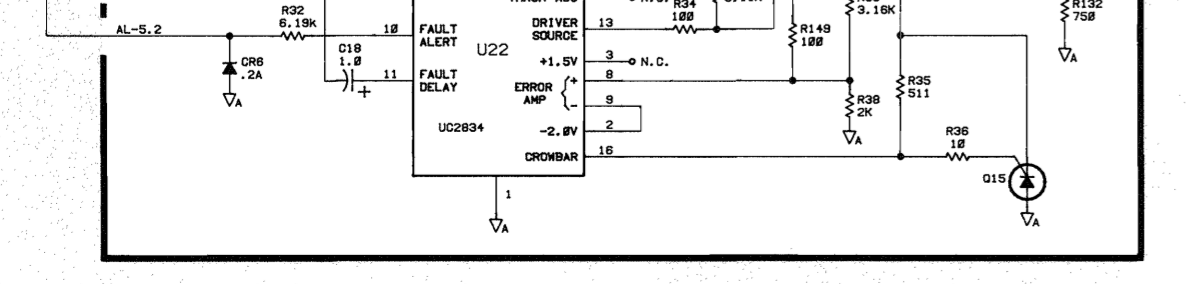 R34
R32
6.19K
DRIVER
SOURCE
13
100
3.16K
R132
750
AL-5.2
10
FAULT
ALERT
U22
R149
100
C18
1.0
+1.5V
3
N.C.
CR6
.2A
11
FAULT
DELAY
ERROR
AMP
+
8
-
9
R38
2K
R35
511
A
A
A
+
UC2834
-2.0V
2
CROWBAR
16
R36
10
Q15
1
A
A